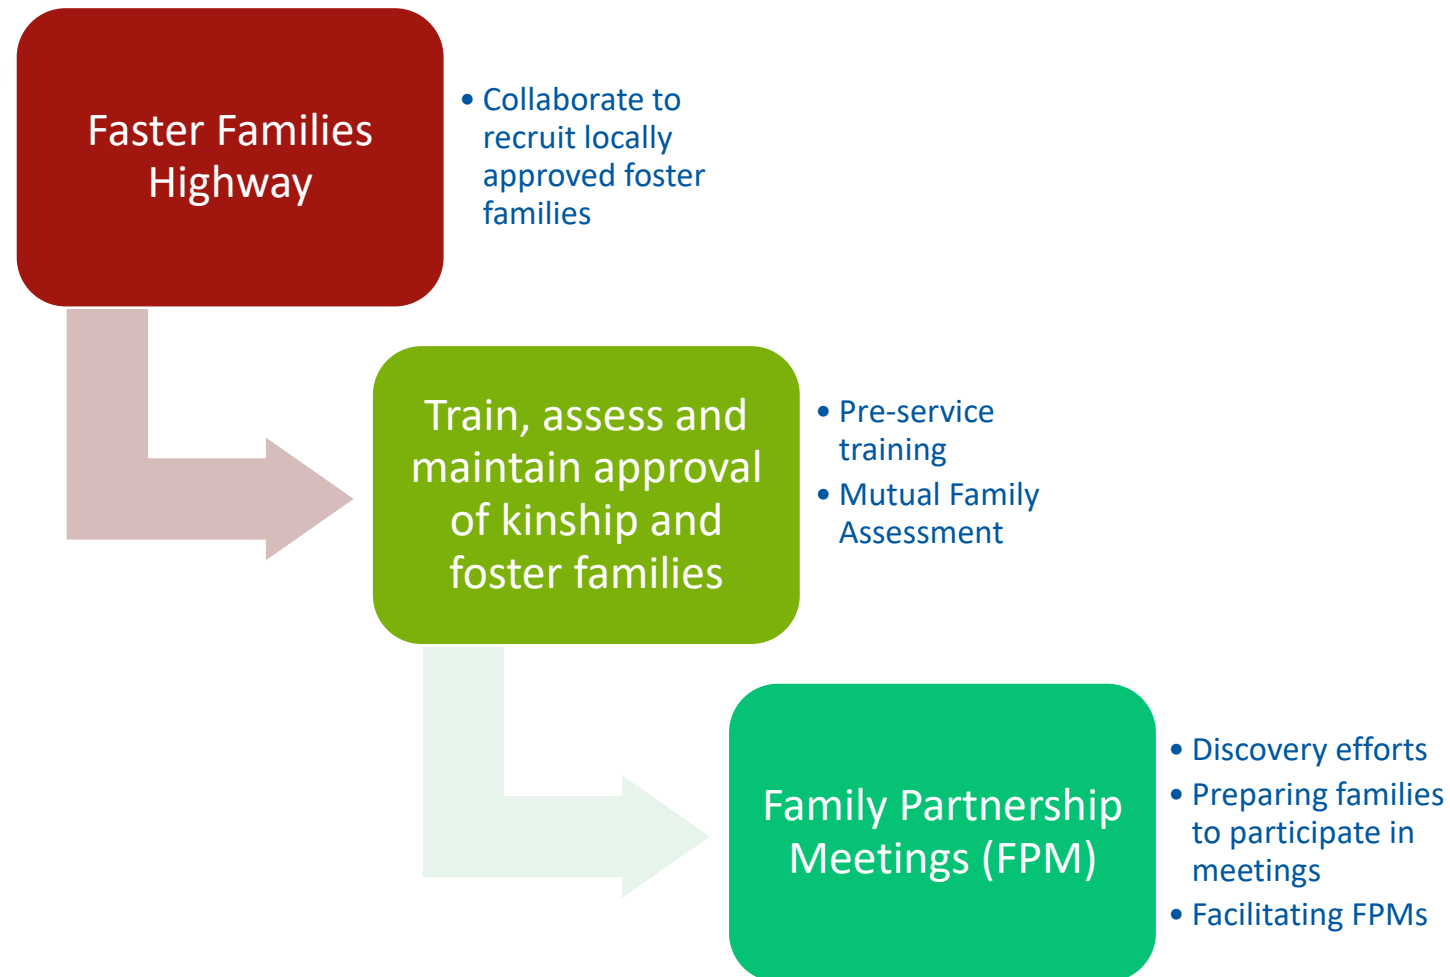 Faster Families
Highway
• Collaborate to
recruit locally
approved foster
families
Train, assess and
maintain approval
of kinship and
foster families
• Pre-service
training
• Mutual Family
Assessment
Family Partnership
Meetings (FPM)
• Discovery efforts
• Preparing families
to participate in
meetings
• Facilitating FPMs